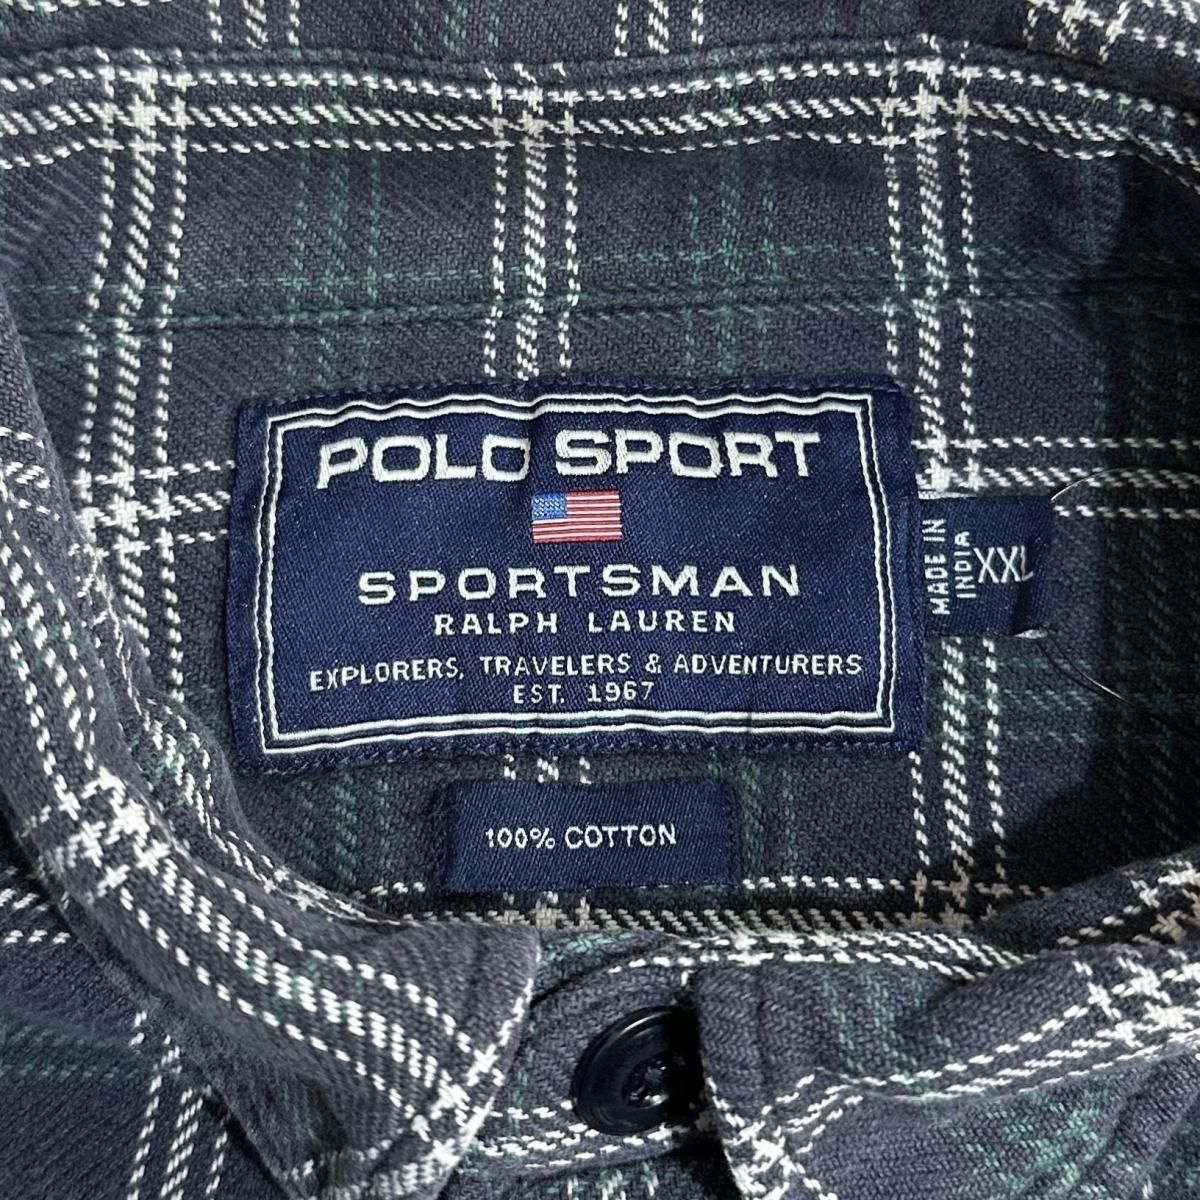 POLO SPORT
SPORTSMAN
RALPH LAUREN
EXPLORERS, TRAVELERS & ADVENTURERS
EST. 1967
MADE IN
INDIA
XXL
100% COTTON